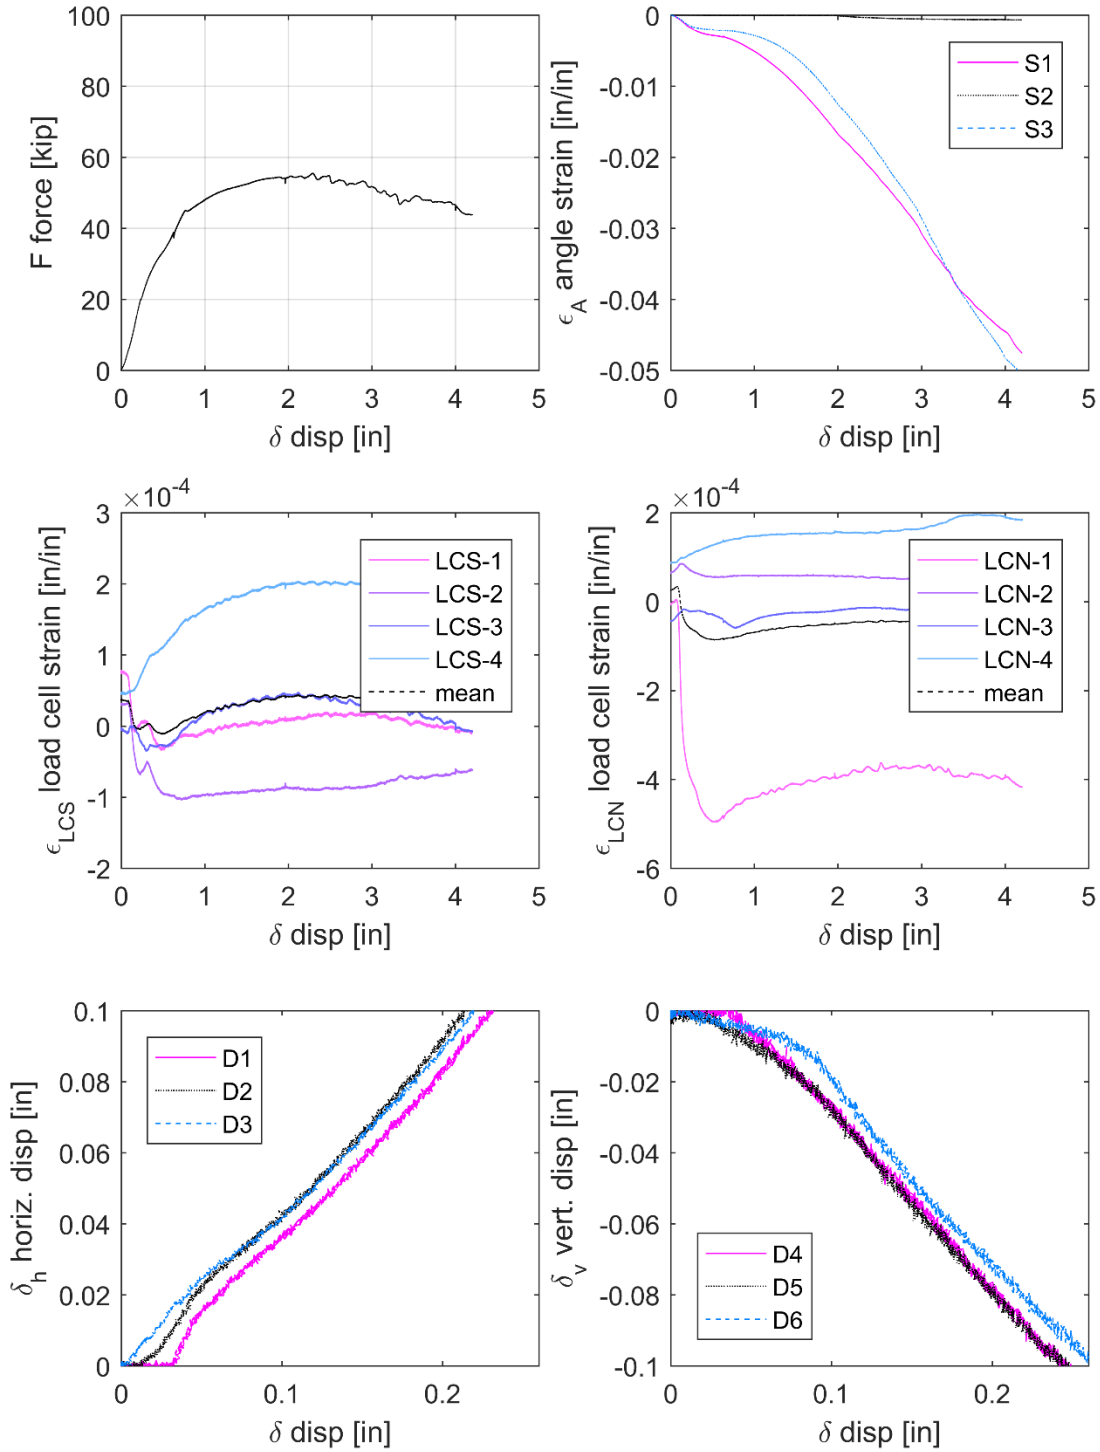 100
80
60
40
20
0
F force [kip]
0 1 2 3 4 5
δ disp [in]
0
-0.01
-0.02
-0.03
-0.04
-0.05
ϵA angle strain [in/in]
S1
S2
S3
0 1 2 3 4 5
δ disp [in]
×10-4
3
2
1
0
-1
-2
ϵLCS load cell strain [in/in]
LCS-1
LCS-2
LCS-3
LCS-4
mean
0 1 2 3 4 5
δ disp [in]
×10-4
2
0
-2
-4
-6
ϵLCN load cell strain [in/in]
LCN-1
LCN-2
LCN-3
LCN-4
mean
0 1 2 3 4 5
δ disp [in]
0.1
0.08
0.06
0.04
0.02
0
δh horiz. disp [in]
D1
D2
D3
0 0.1 0.2
δ disp [in]
0
-0.02
-0.04
-0.06
-0.08
-0.1
δv vert. disp [in]
D4
D5
D6
0 0.1 0.2
δ disp [in]